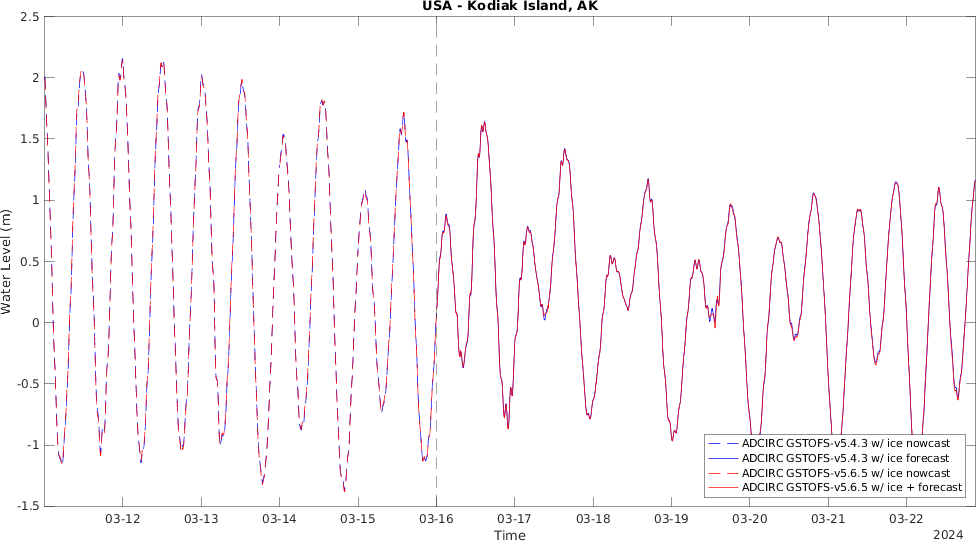 USA - Kodiak Island, AK
2.5
2
1.5
1
0.5
0
-0.5
-1
-1.5
Water Level (m)
03-12 03-13 03-14 03-15 03-16 03-17 03-18 03-19 03-20 03-21 03-22
Time
2024
ADCIRC GSTOFS-v5.4.3 w/ ice nowcast
ADCIRC GSTOFS-v5.4.3 w/ ice forecast
ADCIRC GSTOFS-v5.6.5 w/ ice nowcast
ADCIRC GSTOFS-v5.6.5 w/ ice + forecast